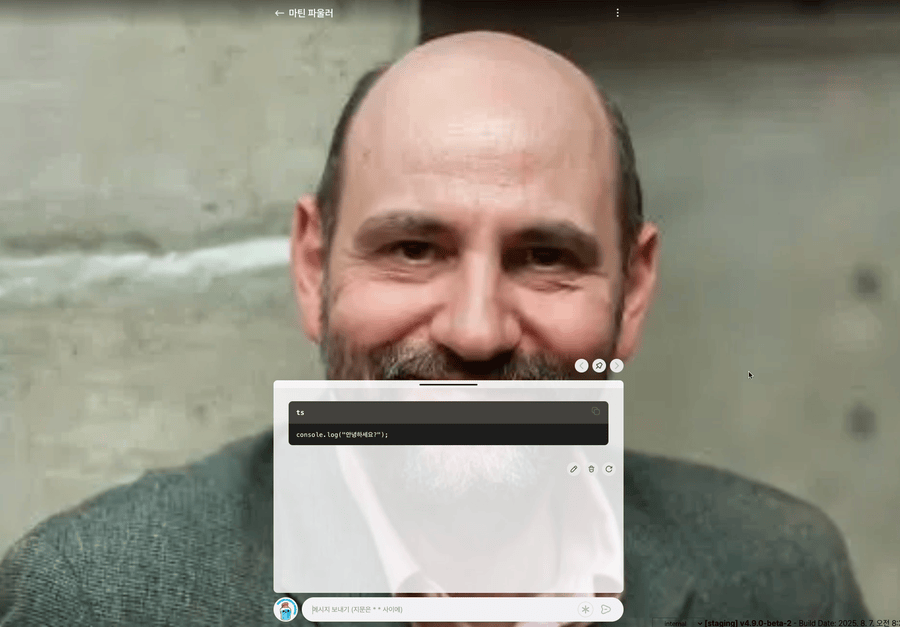 ← 마틴 파울러
ts
console.log("안녕하세요?");
메시지 보내기 (지문은 * * 사이에)
Internal ∨ [staging] v4.9.0-beta-2 - Build Date: 2025. 8. 7. 오전 8: